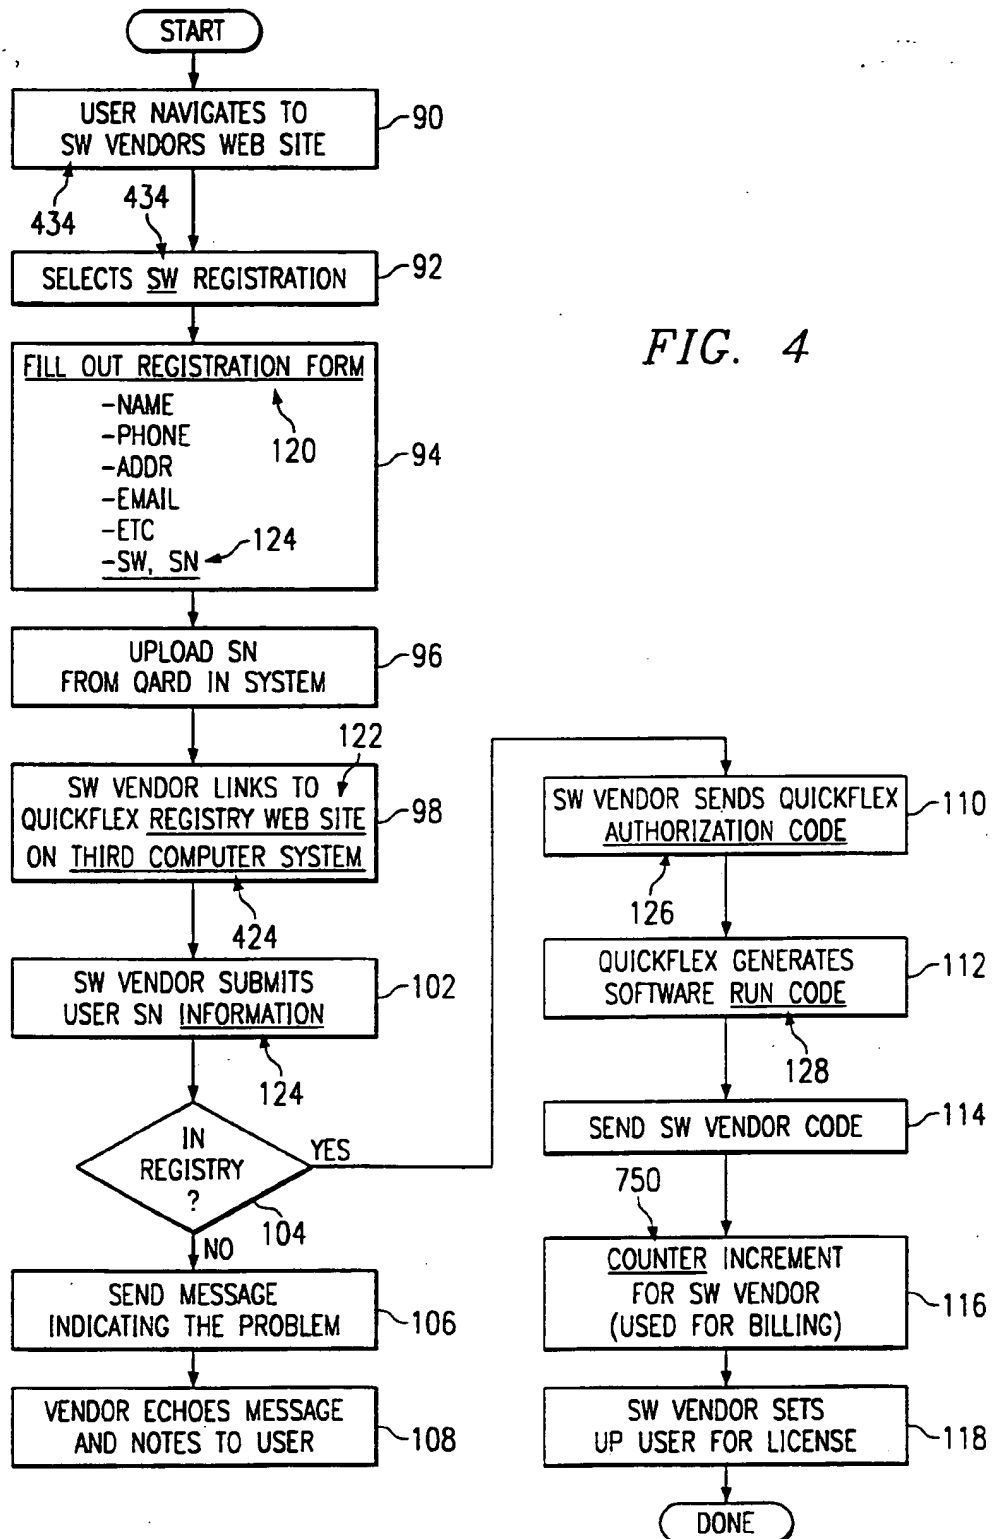 START
USER NAVIGATES TO
SW VENDORS WEB SITE
90
434
434
SELECTS SW REGISTRATION
92
FIG. 4
FILL OUT REGISTRATION FORM
-NAME
-PHONE
-ADDR
-EMAIL
-ETC
-SW, SN
120
124
94
UPLOAD SN
FROM QARD IN SYSTEM
96
122
SW VENDOR LINKS TO
QUICKFLEX REGISTRY WEB SITE
ON THIRD COMPUTER SYSTEM
98
424
SW VENDOR SUBMITS
USER SN INFORMATION
102
124
IN
REGISTRY
?
YES
104
NO
SEND MESSAGE
INDICATING THE PROBLEM
106
VENDOR ECHOES MESSAGE
AND NOTES TO USER
108
SW VENDOR SENDS QUICKFLEX
AUTHORIZATION CODE
110
126
QUICKFLEX GENERATES
SOFTWARE RUN CODE
112
128
SEND SW VENDOR CODE
114
750
COUNTER INCREMENT
FOR SW VENDOR
(USED FOR BILLING)
116
SW VENDOR SETS
UP USER FOR LICENSE
118
DONE